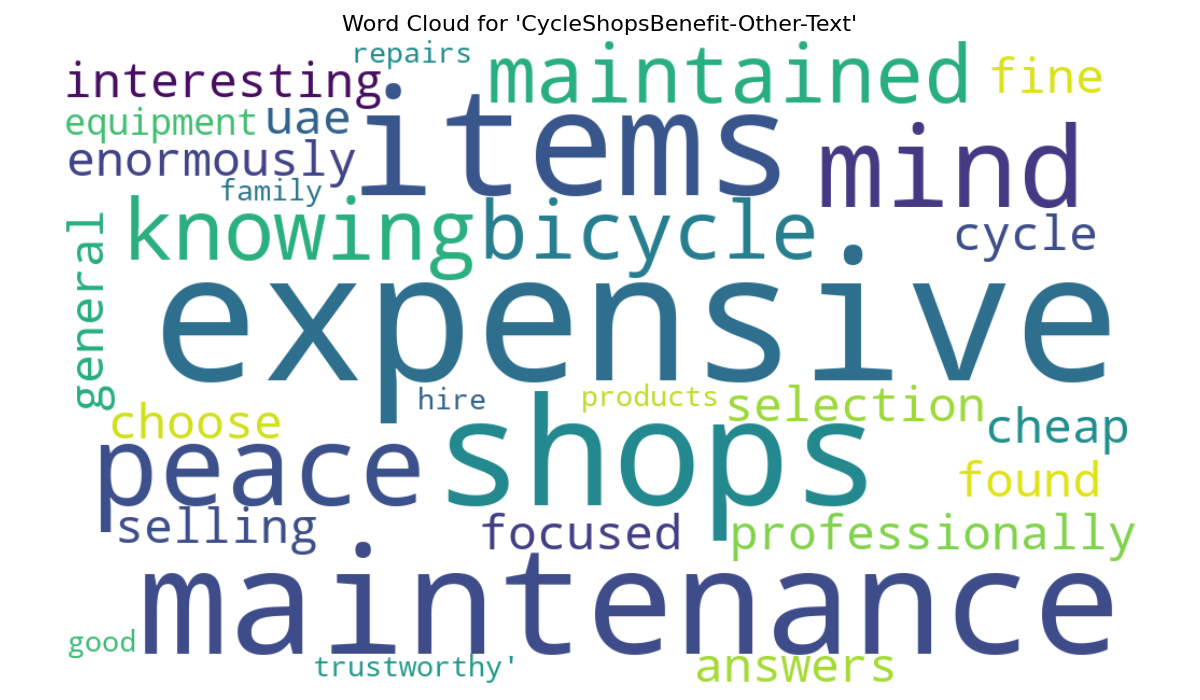 Word Cloud for 'CycleShopsBenefit-Other-Text'
repairs
interesting
maintained
fine
equipment
uae
items
enormously
mind
family
knowing
bicycle
cycle
general
expensive
hire
products
selection
choose
shops
cheap
peace
found
selling
focused
professionally
maintenance
good
trustworthy'
answers